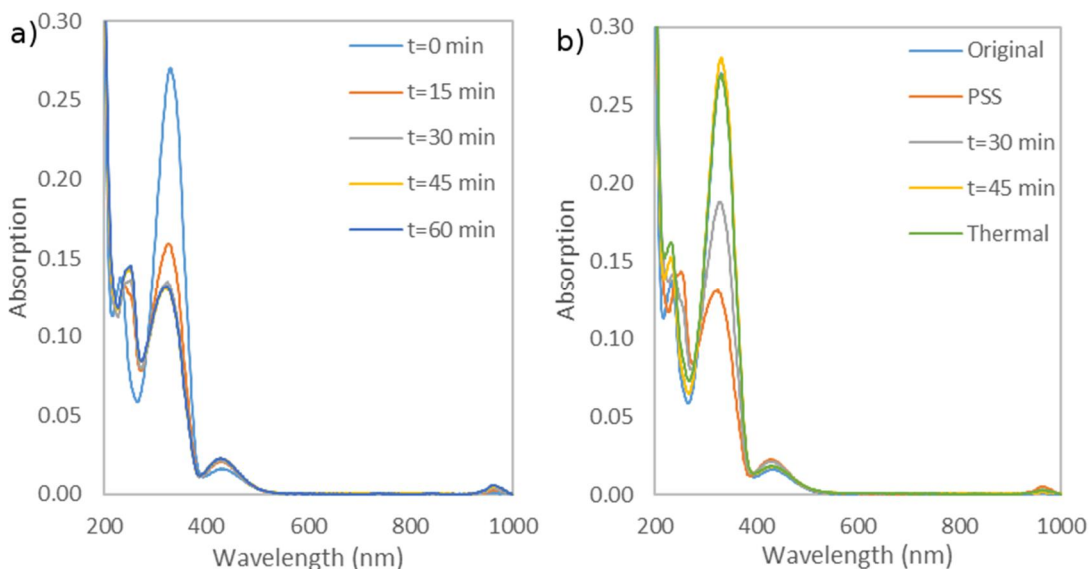 a)
0.30
0.25
0.20
0.15
0.10
0.05
0.00
Absorption
t=0 min
t=15 min
t=30 min
t=45 min
t=60 min
200 400 600 800 1000
Wavelength (nm)
b)
0.30
0.25
0.20
0.15
0.10
0.05
0.00
Absorption
Original
PSS
t=30 min
t=45 min
Thermal
200 400 600 800 1000
Wavelength (nm)